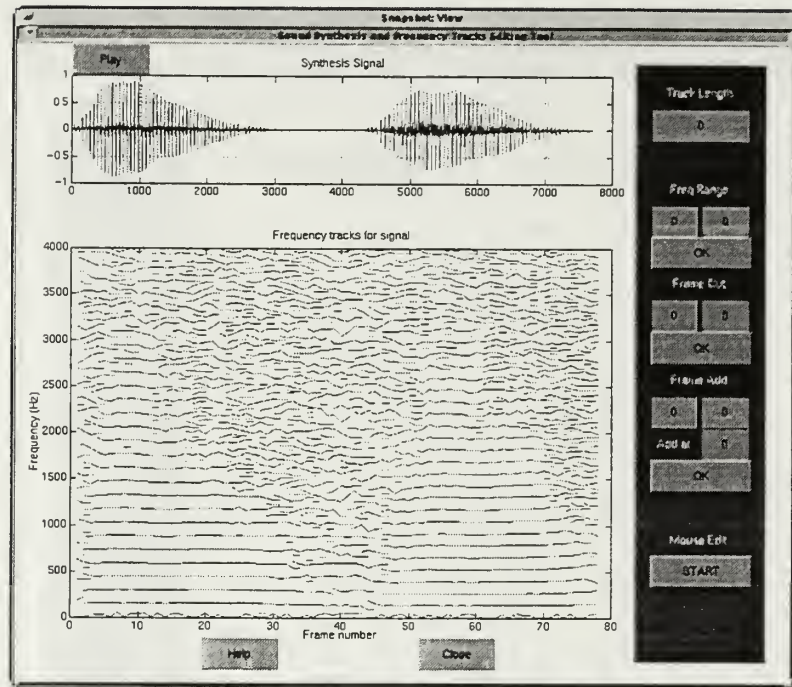 Snapshot: View
Sound Synthesis and Frequency Tracks Editing Tool
Play
Synthesis Signal
1
0.5
0
-0.5
-1
0 1000 2000 3000 4000 5000 6000 7000 8000
Frequency tracks for signal
4000
3500
3000
2500
2000
1500
1000
500
0
Frequency (Hz)
0 10 20 30 40 50 60 70 80
Frame number
Help
Close
Track Length
0
Freq Range
0 0
OK
Frame Cut
0 0
OK
Frame Add
0 0
Add at 0
OK
Mouse Edit
START